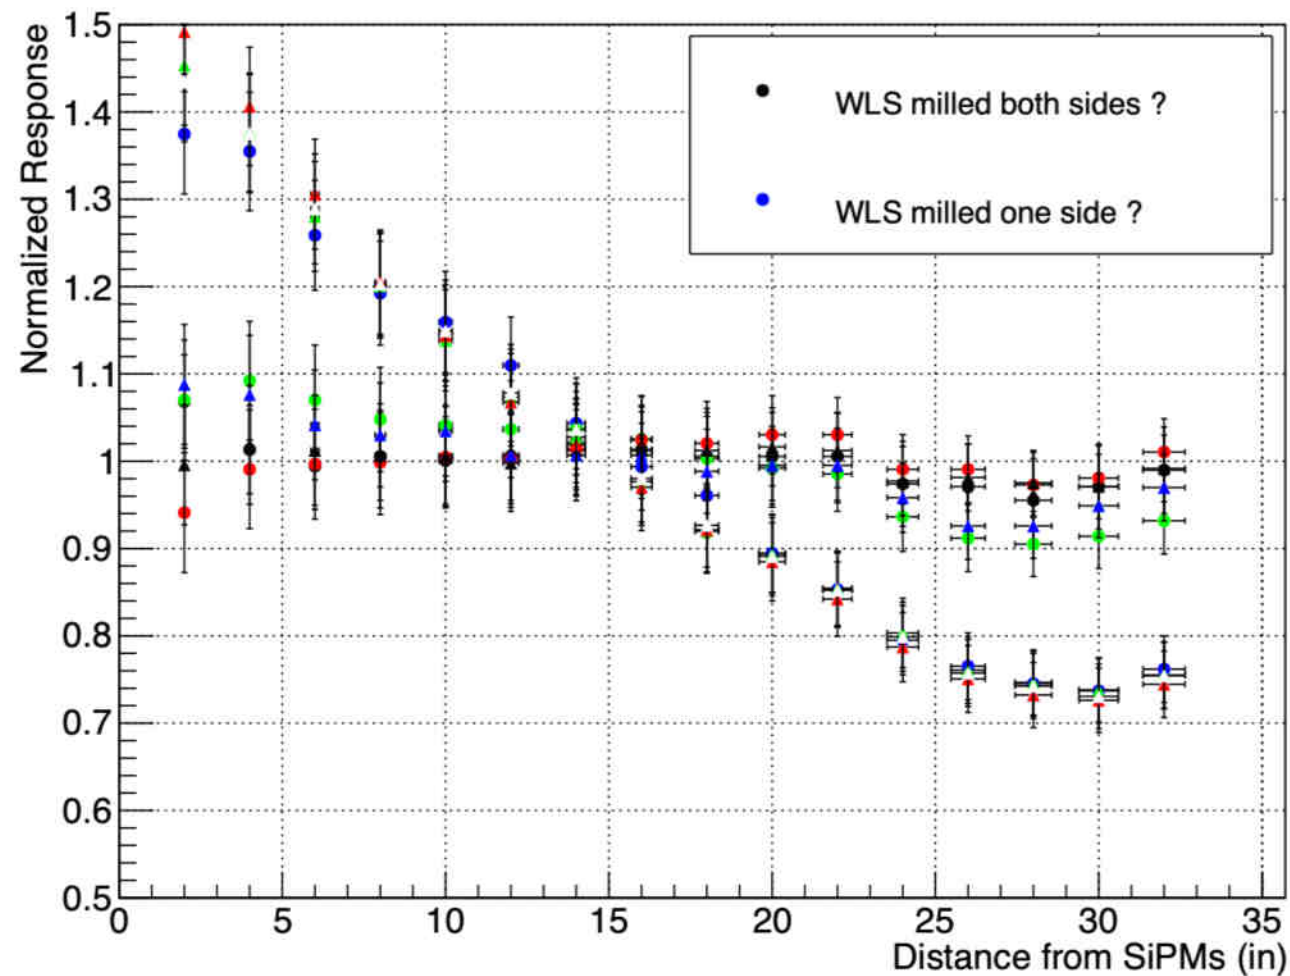 Normalized Response
1.5
1.4
1.3
1.2
1.1
1
0.9
0.8
0.7
0.6
0.5
WLS milled both sides ?
WLS milled one side ?
0 5 10 15 20 25 30 35
Distance from SiPMs (in)